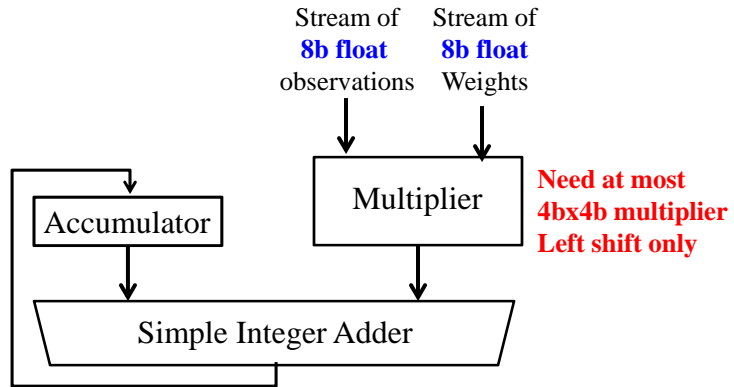 Stream of
8b float
observations
Stream of
8b float
Weights
Multiplier
Need at most
4bx4b multiplier
Left shift only
Accumulator
Simple Integer Adder